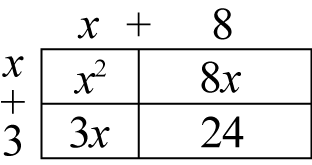 x + 8
x x² 8x
+
3 3x 24